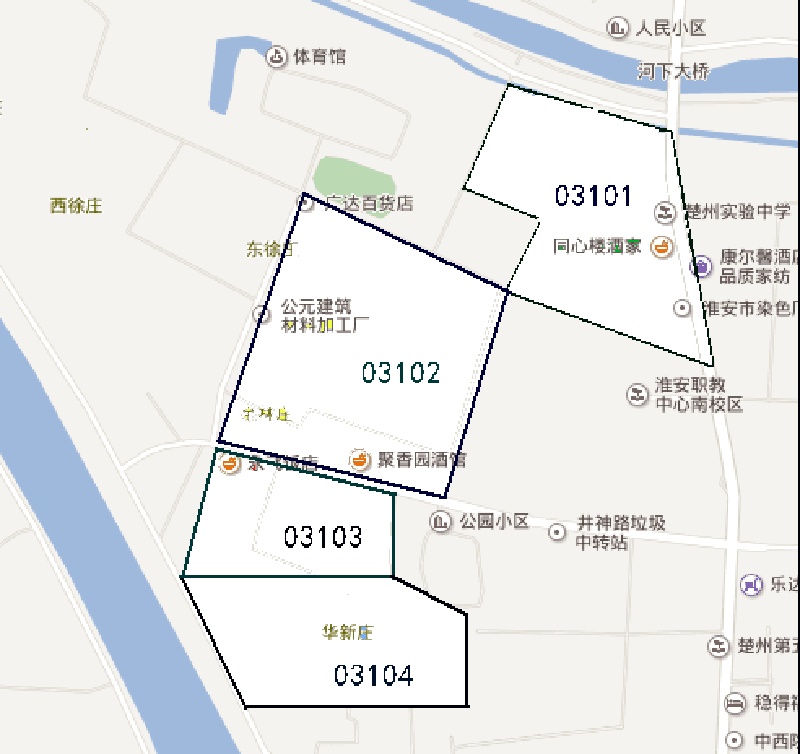 人民小区
体育馆
河下大桥
03101
西徐庄
广达百货店
楚州实验中学
东徐庄
同心楼酒家
康尔馨酒店
品质家纺
公元建筑
材料加工厂
淮安市染色厂
03102
淮安职教
中心南校区
聚香园酒馆
公园小区
井神路垃圾
中转站
03103
乐达
华新庄
楚州第五
03104
稳得福
中西医